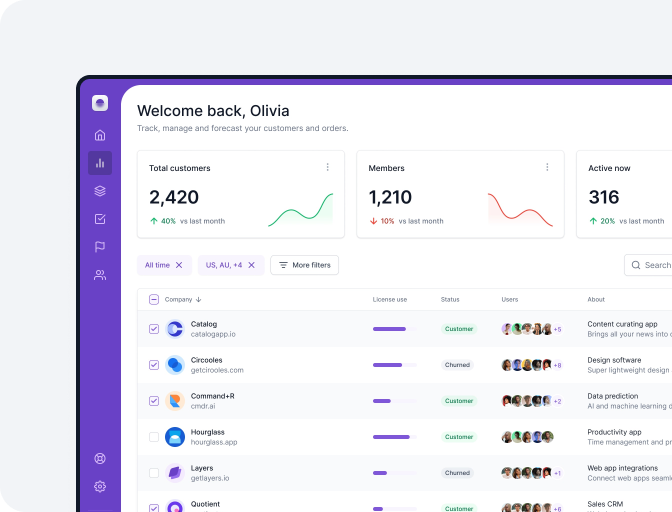 Welcome back, Olivia
Track, manage and forecast your customers and orders.
Total customers
2,420
40% vs last month
Members
1,210
10% vs last month
Active now
316
20% vs last month
All time
US, AU, +4
More filters
Search
Company License use Status Users About
Catalog
catalogapp.io
Customer
+5
Content curating app
Brings all your news into
Circooles
getcirooles.com
Churned
+8
Design software
Super lightweight design
Command+R
cmdr.ai
Customer
+2
Data prediction
AI and machine learning
Hourglass
hourglass.app
Customer
Productivity app
Time management and
Layers
getlayers.io
Churned
+1
Web app integrations
Connect web apps
Quotient
Customer
+6
Sales CRM